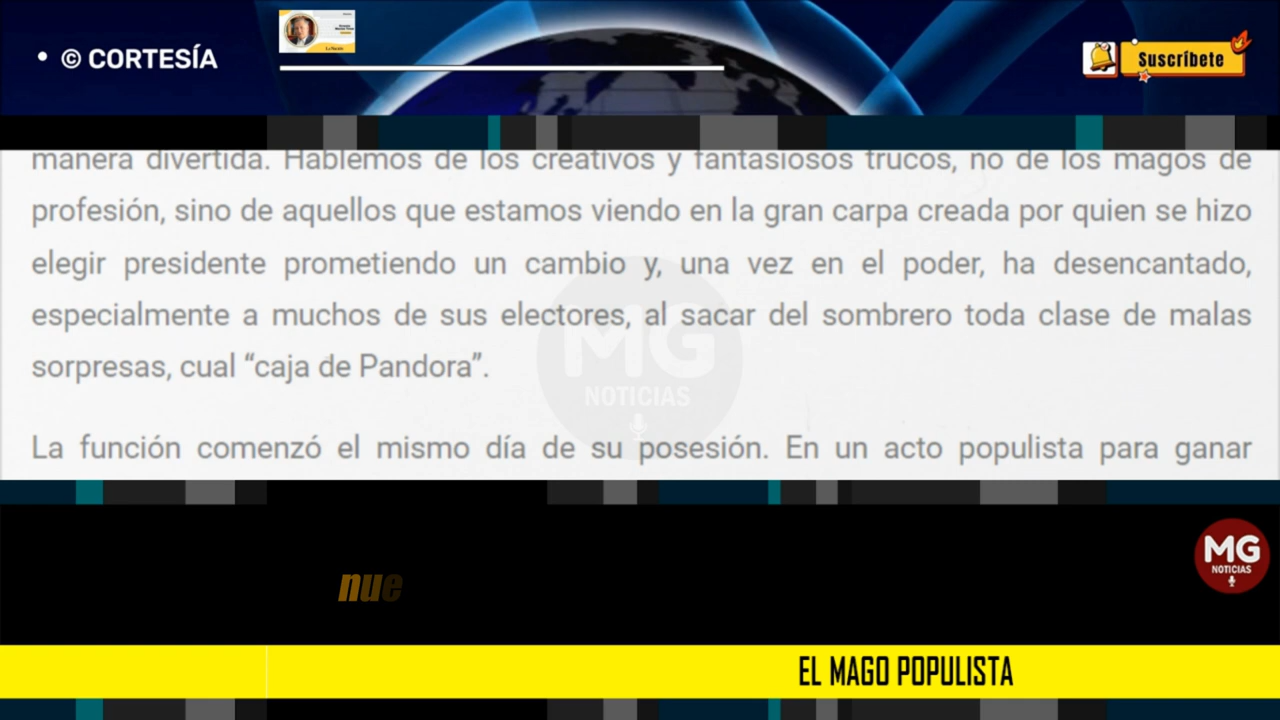 © CORTESÍA
Suscríbete
manera divertida. Hablemos de los creativos y fantasiosos trucos, no de los magos de
profesión, sino de aquellos que estamos viendo en la gran carpa creada por quien se hizo
elegir presidente prometiendo un cambio y, una vez en el poder, ha desencantado,
especialmente a muchos de sus electores, al sacar del sombrero toda clase de malas
sorpresas, cual “caja de Pandora”.
MG
NOTICIAS
La función comenzó el mismo día de su posesión. En un acto populista para ganar
MG
NOTICIAS
nue
EL MAGO POPULISTA